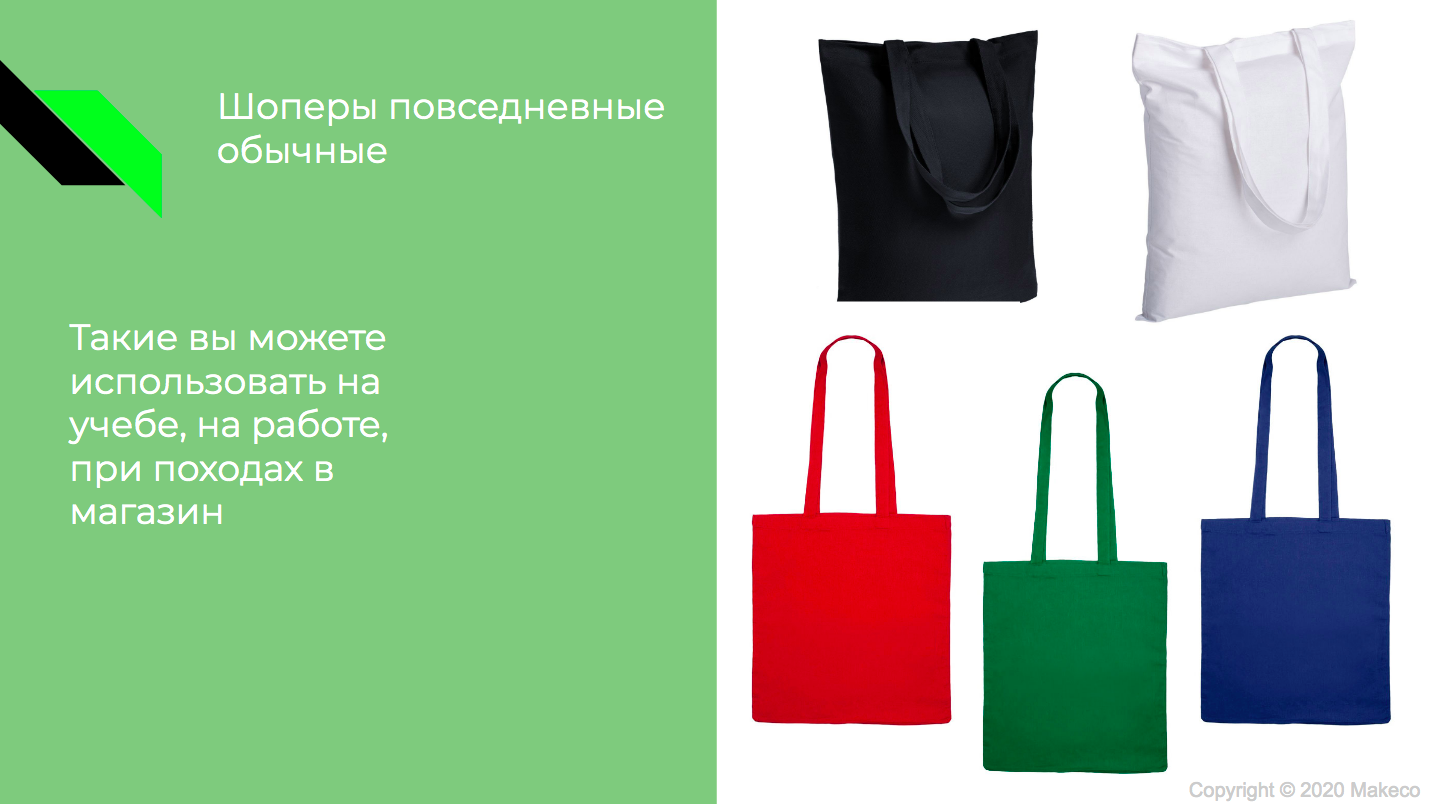 Шоперы повседневные
обычные
Такие вы можете
использовать на
учебе, на работе,
при походах в
магазин
Copyright © 2020 Makeco